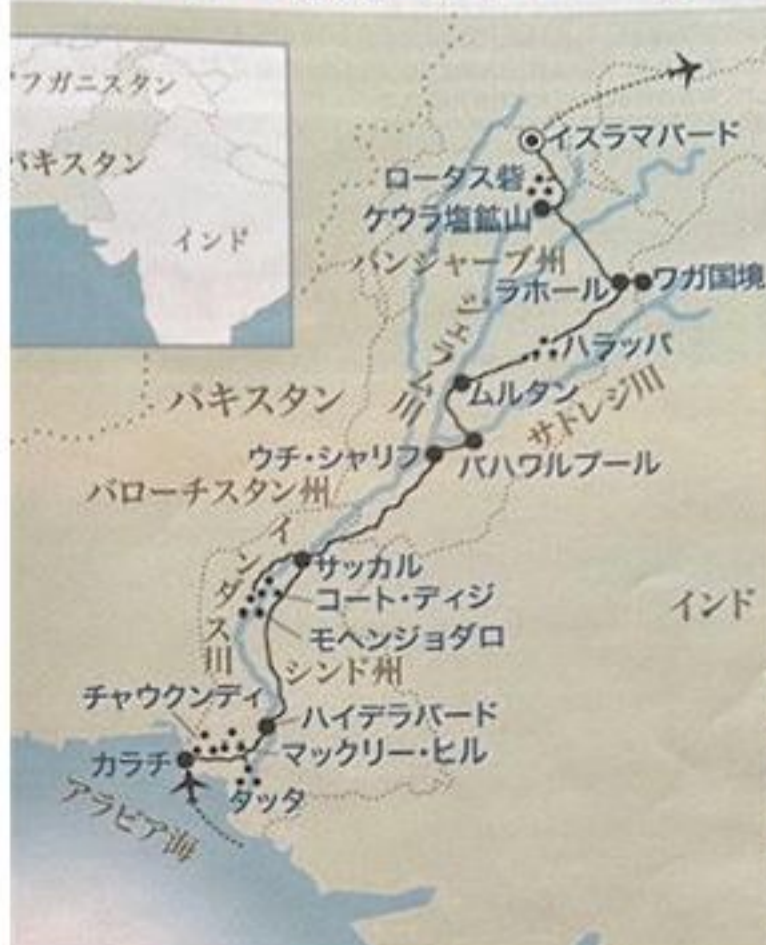 フガニスタン
パキスタン
インド
イスラマバード
ロータス砦
ケウラ塩鉱山
パンシャーブ州
ラホール
ワガ国境
ジェラム川
ハラッパ
ムルタン
パキスタン
サトレジ川
ウチ・シャリフ
バハワルプール
バローチスタン州
インダス川
サッカル
コート・ディジ
インド
モヘンジョダロ
シンド州
チャウクンディ
ハイデラバード
マックリー・ヒル
カラチ
タッタ
アラビア海